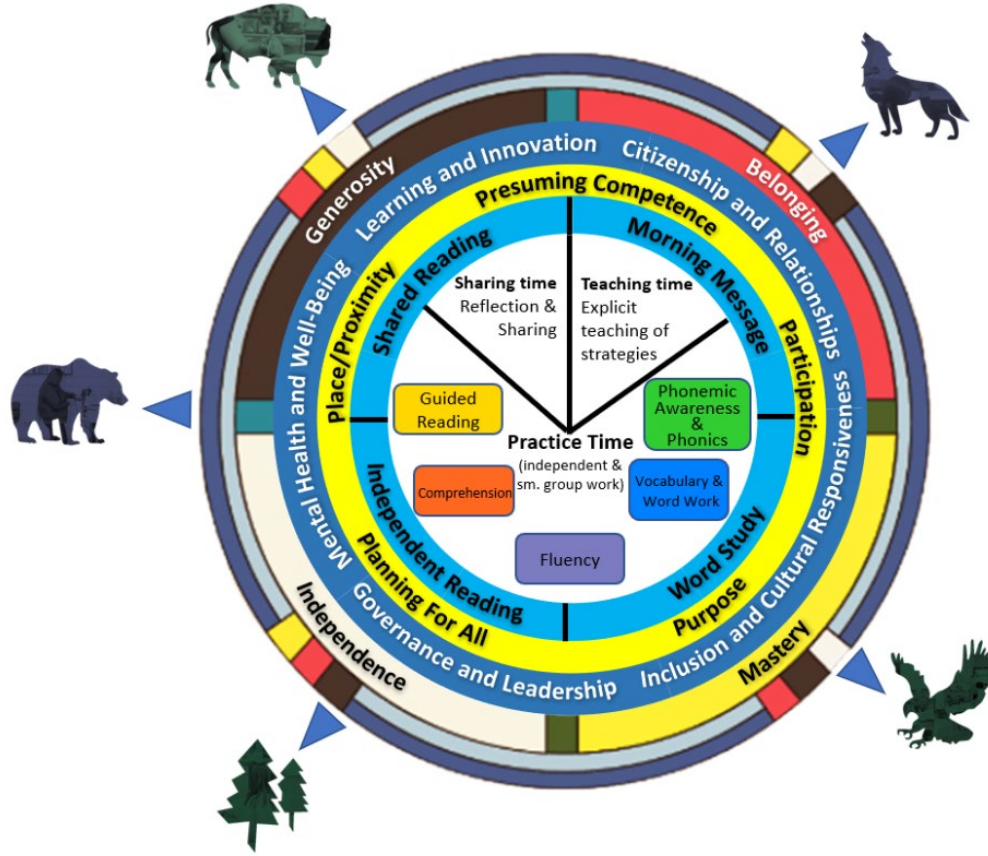 Generosity
Belonging
Mastery
Independence
Learning and Innovation
Citizenship and Relationships
Inclusion and Cultural Responsiveness
Governance and Leadership
Mental Health and Well-Being
Presuming Competence
Participation
Purpose
Planning For All
Place/Proximity
Shared Reading
Morning Message
Word Study
Independent Reading
Sharing time
Reflection &
Sharing
Teaching time
Explicit
teaching of
strategies
Guided
Reading
Phonemic
Awareness
&
Phonics
Practice Time
(independent &
sm. group work)
Comprehension
Vocabulary &
Word Work
Fluency